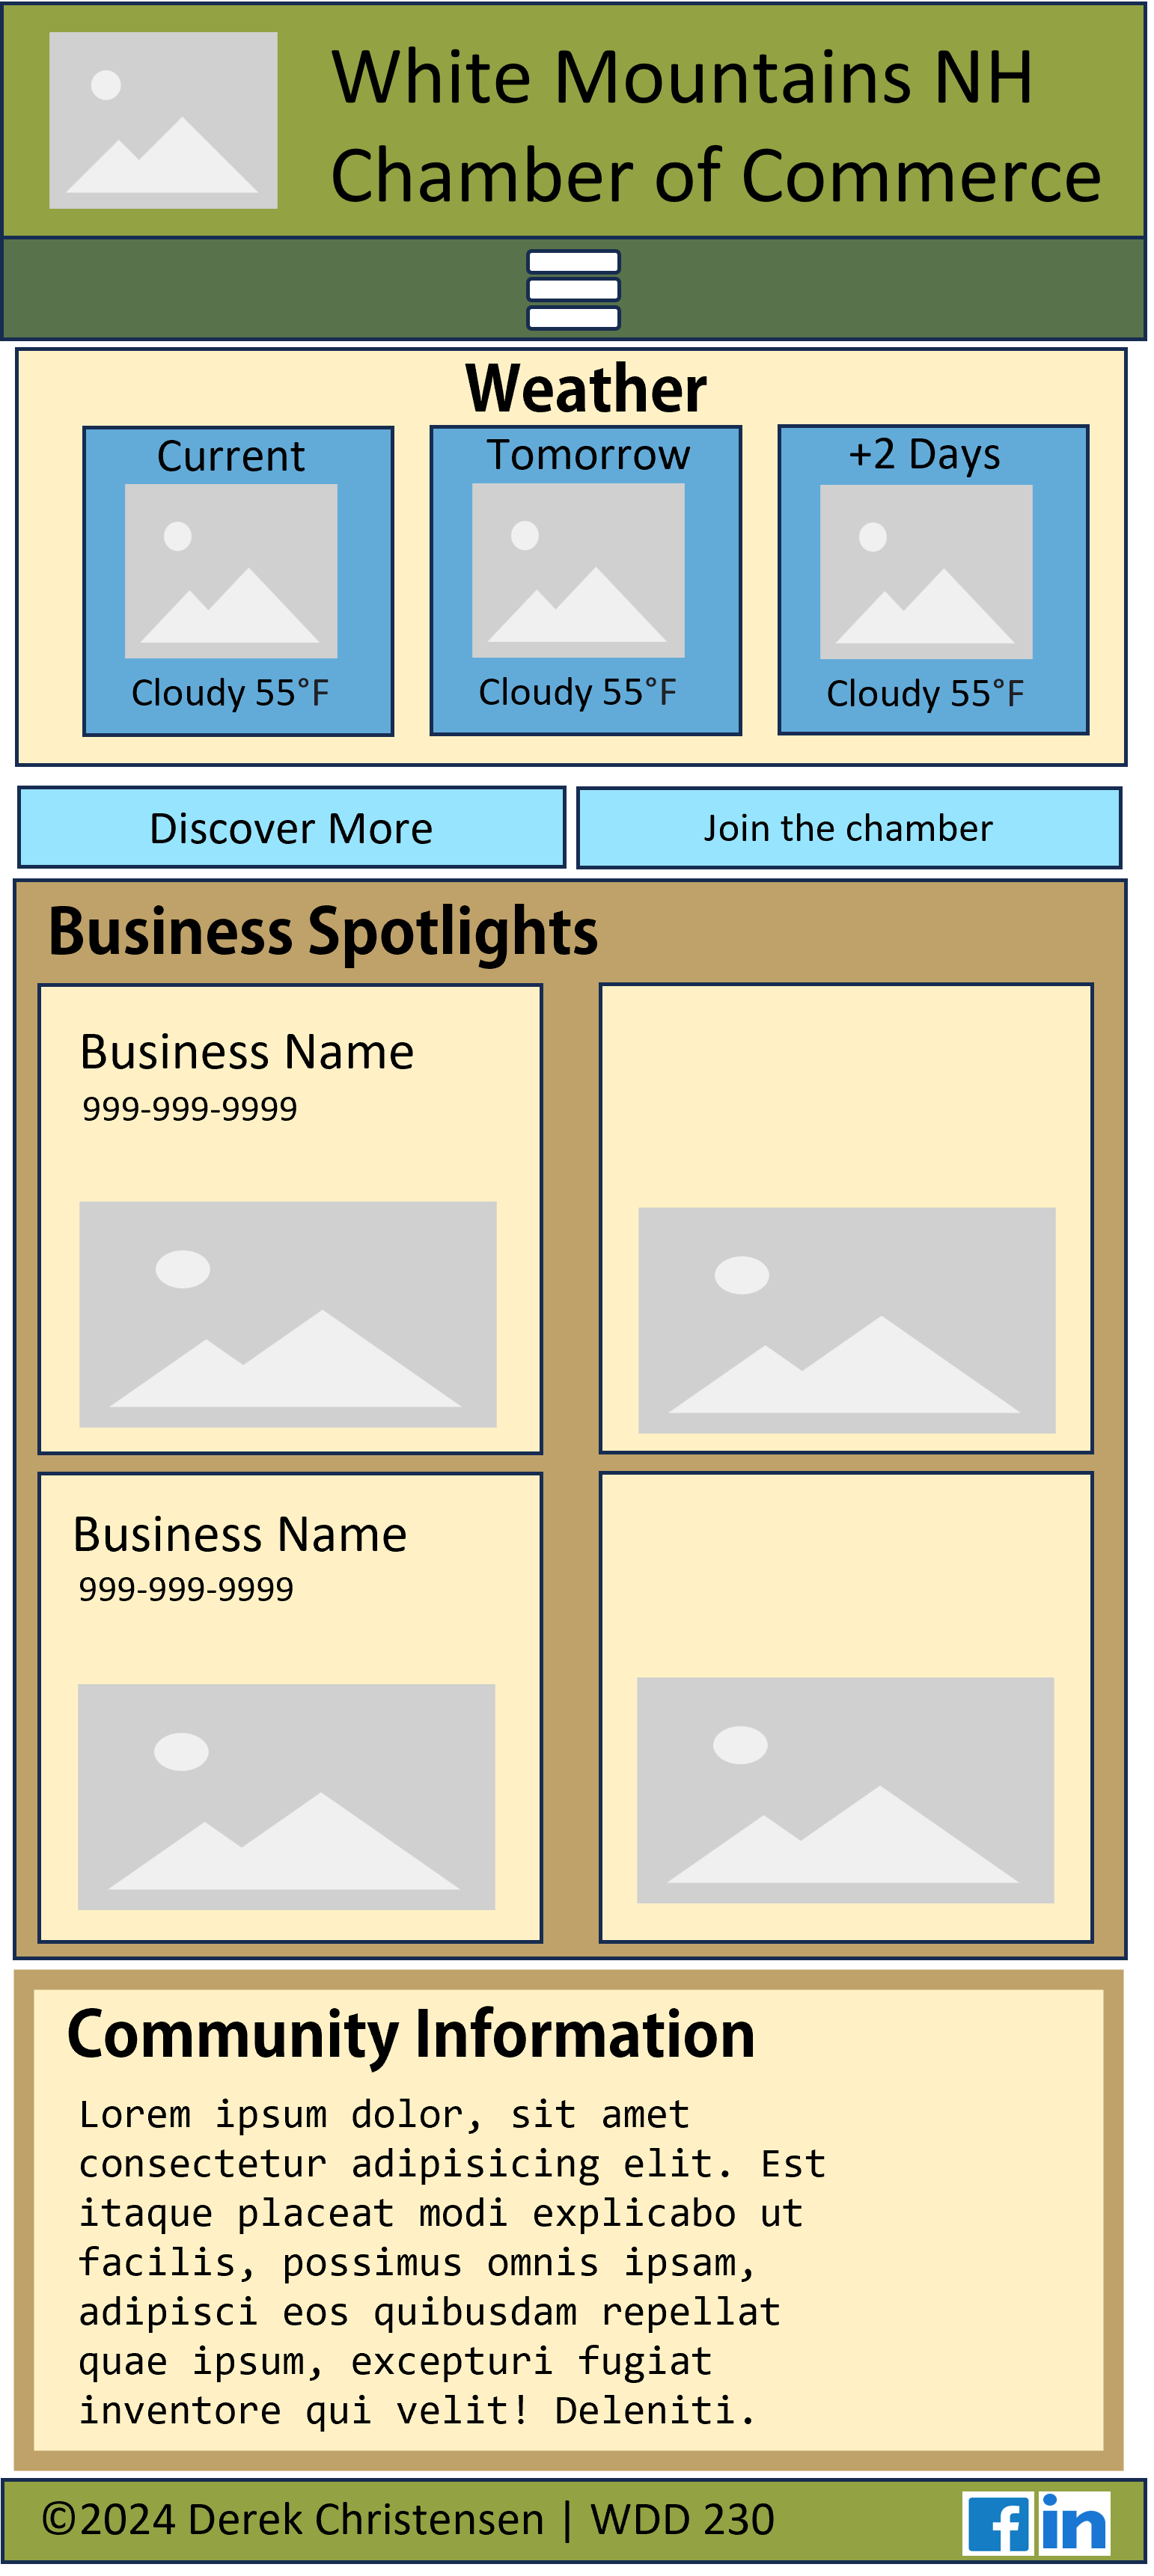 White Mountains NH
Chamber of Commerce
Weather
Current
Tomorrow
+2 Days
Cloudy 55°F
Cloudy 55°F
Cloudy 55°F
Discover More
Join the chamber
Business Spotlights
Business Name
999-999-9999
Business Name
999-999-9999
Community Information
Lorem ipsum dolor, sit amet
consectetur adipisicing elit. Est
itaque placeat modi explicabo ut
facilis, possimus omnis ipsam,
adipisci eos quibusdam repellat
quae ipsum, excepturi fugiat
inventore qui velit! Deleniti.
©2024 Derek Christensen | WDD 230
f
in